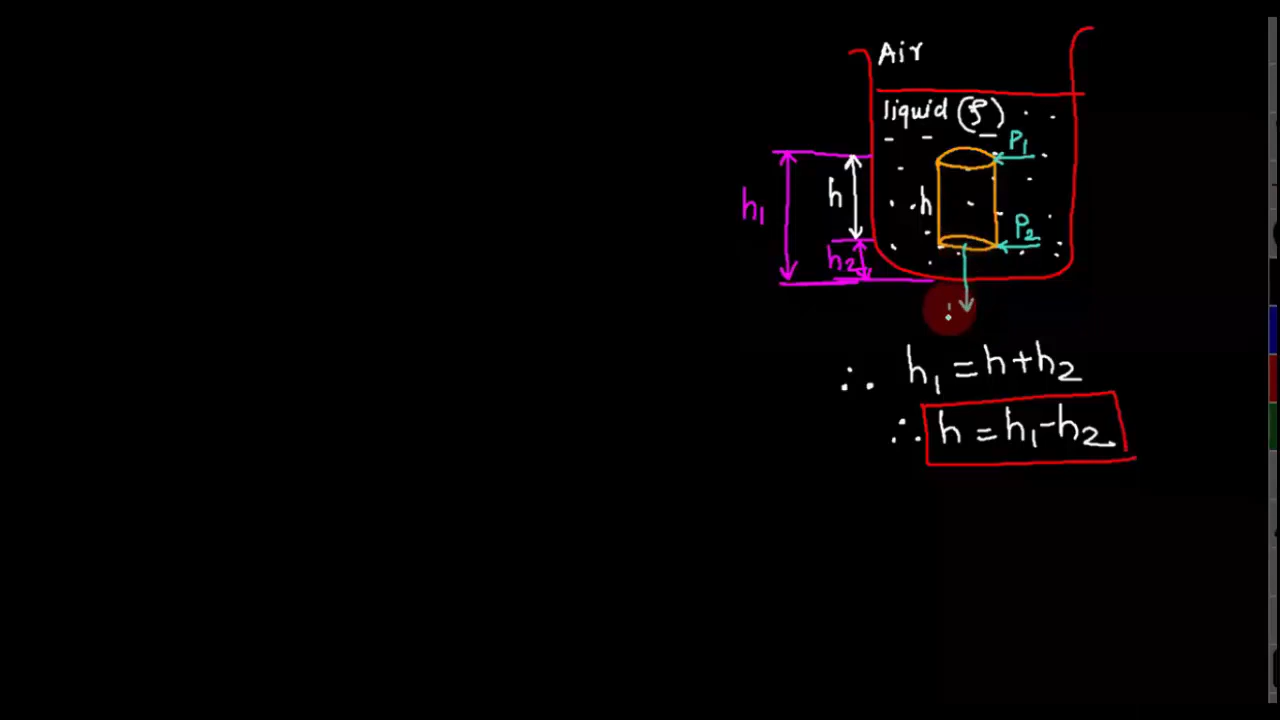 Air
liquid (ρ)
P1
h1
h
h
P2
h2
∴ h1 = h + h2
∴ h = h1 - h2